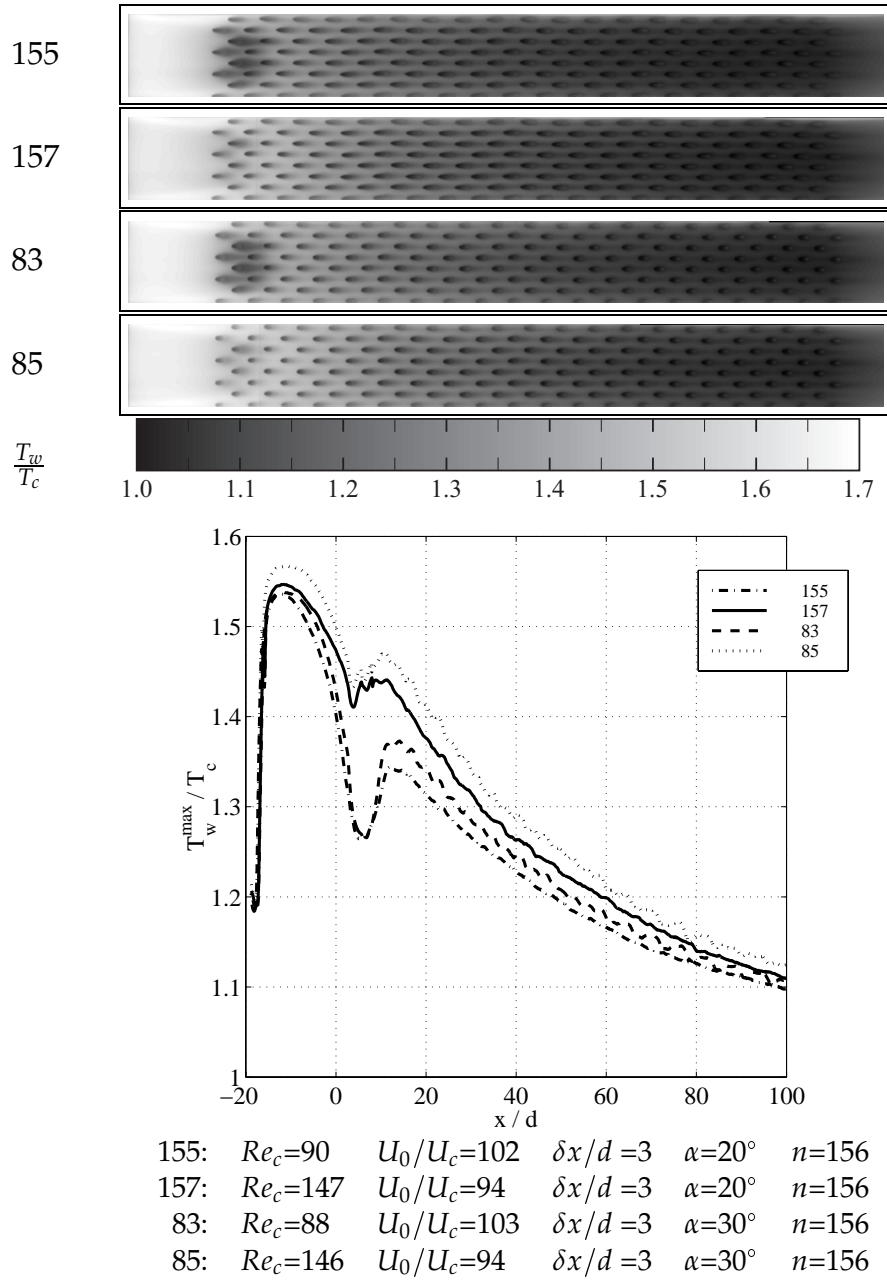 155
157
83
85
T_w/T_c
1.0 1.1 1.2 1.3 1.4 1.5 1.6 1.7
1.6
1.5
1.4
1.3
1.2
1.1
1
T_w^max / T_c
155
157
83
85
−20 0 20 40 60 80 100
x / d
155: Re_c=90 U_0/U_c=102 δx/d =3 α=20° n=156
157: Re_c=147 U_0/U_c=94 δx/d =3 α=20° n=156
83: Re_c=88 U_0/U_c=103 δx/d =3 α=30° n=156
85: Re_c=146 U_0/U_c=94 δx/d =3 α=30° n=156